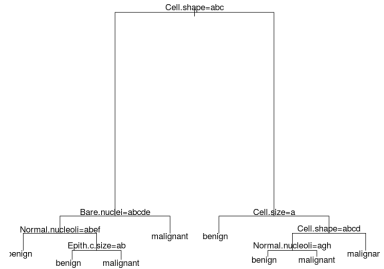 Cell.shape=abc
Bare.nuclei=abcde
Cell.size=a
Normal.nucleoli=abef
malignant
benign
Cell.shape=abcd
Epith.c.size=ab
Normal.nucleoli=agh
benign
malignant
benign
malignant